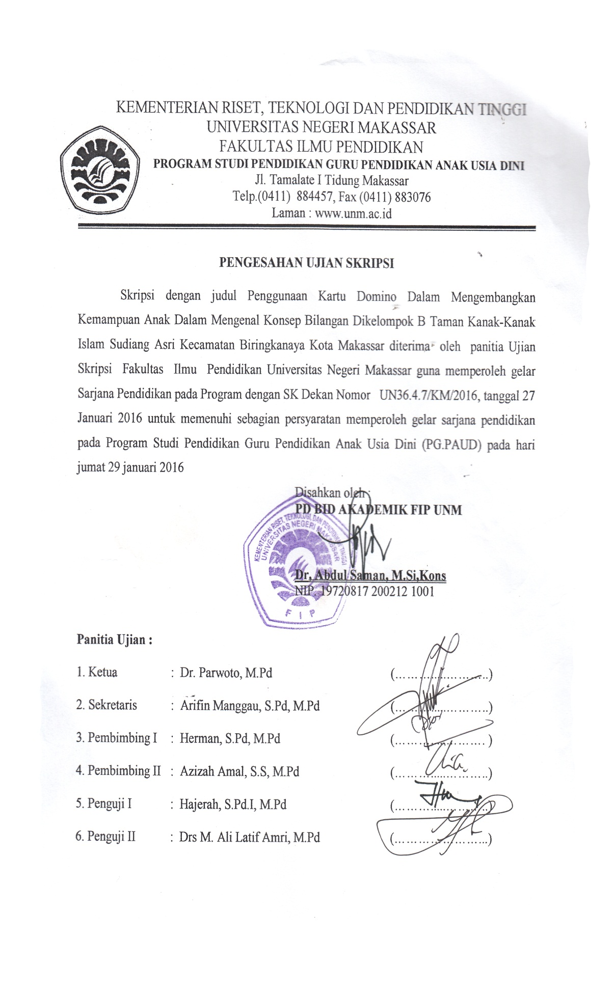 KEMENTERIAN RISET, TEKNOLOGI DAN PENDIDIKAN TINGGI
UNIVERSITAS NEGERI MAKASSAR
FAKULTAS ILMU PENDIDIKAN
PROGRAM STUDI PENDIDIKAN GURU PENDIDIKAN ANAK USIA DINI
Jl. Tamalate I Tidung Makassar
Telp.(0411) 884457, Fax (0411) 883076
Laman : www.unm.ac.id
PENGESAHAN UJIAN SKRIPSI
Skripsi dengan judul Penggunaan Kartu Domino Dalam Mengembangkan
Kemampuan Anak Dalam Mengenal Konsep Bilangan Dikelompok B Taman Kanak-Kanak
Islam Sudiang Asri Kecamatan Biringkanaya Kota Makassar diterima oleh panitia Ujian
Skripsi Fakultas Ilmu Pendidikan Universitas Negeri Makassar guna memperoleh gelar
Sarjana Pendidikan pada Program dengan SK Dekan Nomor UN36.4.7/KM/2016, tanggal 27
Januari 2016 untuk memenuhi sebagian persyaratan memperoleh gelar sarjana pendidikan
pada Program Studi Pendidikan Guru Pendidikan Anak Usia Dini (PG.PAUD) pada hari
jumat 29 januari 2016
Disahkan oleh :
PD BID AKADEMIK FIP UNM
KEMENTERIAN RISET, TEKNOLOGI, DAN PENDIDIKAN TINGGI
UNIVERSITAS NEGERI MAKASSAR
F I P
Dr, Abdul Saman, M.Si,Kons
NIP. 19720817 200212 1001
Panitia Ujian :
1. Ketua : Dr. Parwoto, M.Pd (..........................)
2. Sekretaris : Arifin Manggau, S.Pd, M.Pd (..........................)
3. Pembimbing I : Herman, S.Pd, M.Pd (..........................)
4. Pembimbing II : Azizah Amal, S.S, M.Pd (..........................)
5. Penguji I : Hajerah, S.Pd.I, M.Pd (..........................)
6. Penguji II : Drs M. Ali Latif Amri, M.Pd (..........................)